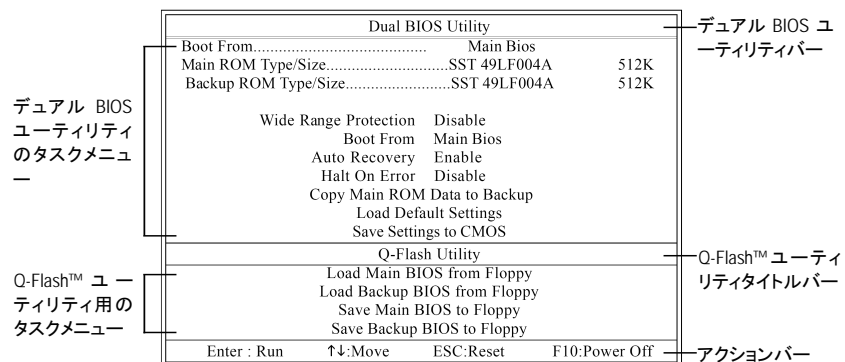 Dual BIOS Utility
Boot From........................................ Main Bios
Main ROM Type/Size.............................SST 49LF004A 512K
Backup ROM Type/Size.........................SST 49LF004A 512K
Wide Range Protection Disable
Boot From Main Bios
Auto Recovery Enable
Halt On Error Disable
Copy Main ROM Data to Backup
Load Default Settings
Save Settings to CMOS
Q-Flash Utility
Load Main BIOS from Floppy
Load Backup BIOS from Floppy
Save Main BIOS to Floppy
Save Backup BIOS to Floppy
Enter : Run ↑↓:Move ESC:Reset F10:Power Off
デュアル BIOS
ユーティリティ
のタスクメニュ
ー
Q-Flash™ ユー
ティリティ用の
タスクメニュー
デュアル BIOS ユ
ーティリティバー
Q-Flash™ ユーティ
リティタイトルバー
アクションバー